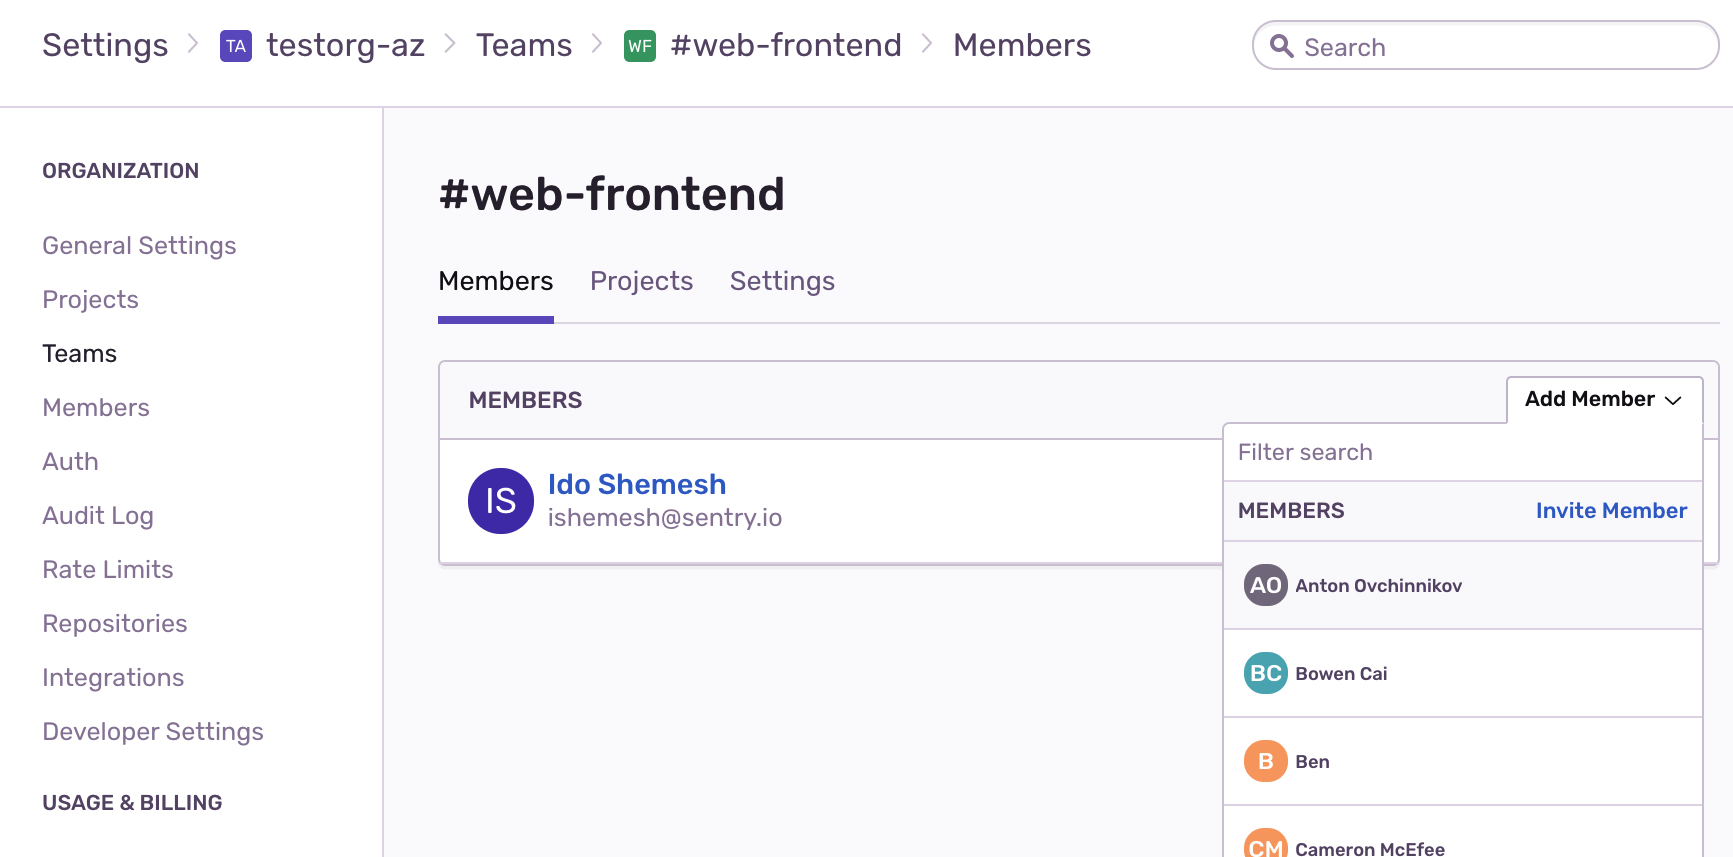 Settings > TA testorg-az > Teams > WF #web-frontend > Members
Search
ORGANIZATION
General Settings
Projects
Teams
Members
Auth
Audit Log
Rate Limits
Repositories
Integrations
Developer Settings
USAGE & BILLING
#web-frontend
Members Projects Settings
MEMBERS
Add Member
IS
Ido Shemesh
ishemesh@sentry.io
Filter search
MEMBERS Invite Member
AO Anton Ovchinnikov
BC Bowen Cai
B Ben
CM Cameron McEfee